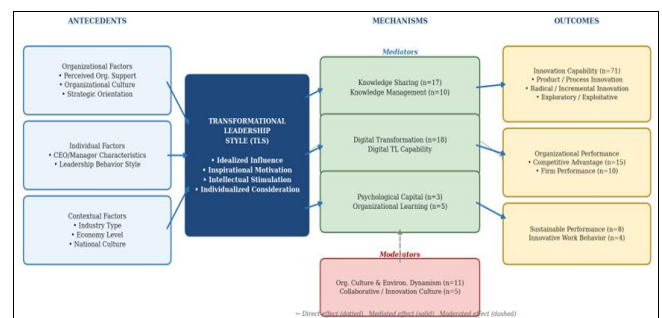 ANTECEDENTS
MECHANISMS
OUTCOMES
Organizational Factors
• Perceived Org. Support
• Organizational Culture
• Strategic Orientation
Individual Factors
• CEO/Manager Characteristics
• Leadership Behavior Style
Contextual Factors
• Industry Type
• Economy Level
• National Culture
TRANSFORMATIONAL
LEADERSHIP
STYLE (TLS)
• Idealized Influence
• Inspirational Motivation
• Intellectual Stimulation
• Individualized Consideration
Mediators
Knowledge Sharing (n=17)
Knowledge Management (n=10)
Digital Transformation (n=18)
Digital TL Capability
Psychological Capital (n=3)
Organizational Learning (n=5)
Moderators
Org. Culture & Environ. Dynamism (n=11)
Collaborative / Innovation Culture (n=5)
Innovation Capability (n=71)
• Product / Process Innovation
• Radical / Incremental Innovation
• Exploratory / Exploitative
Organizational Performance
• Competitive Advantage (n=15)
• Firm Performance (n=10)
Sustainable Performance (n=8)
Innovative Work Behavior (n=4)
← Direct effect (dotted)  Mediated effect (solid)  Moderated effect (dashed)